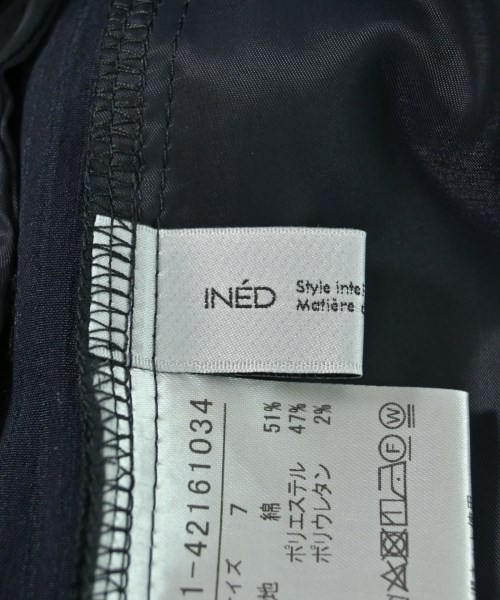 INÉD
Style inte
Matière
1-42161034
イズ 7
地 綿 51%
ポリエステル 47%
ポリウレタン 2%
F W